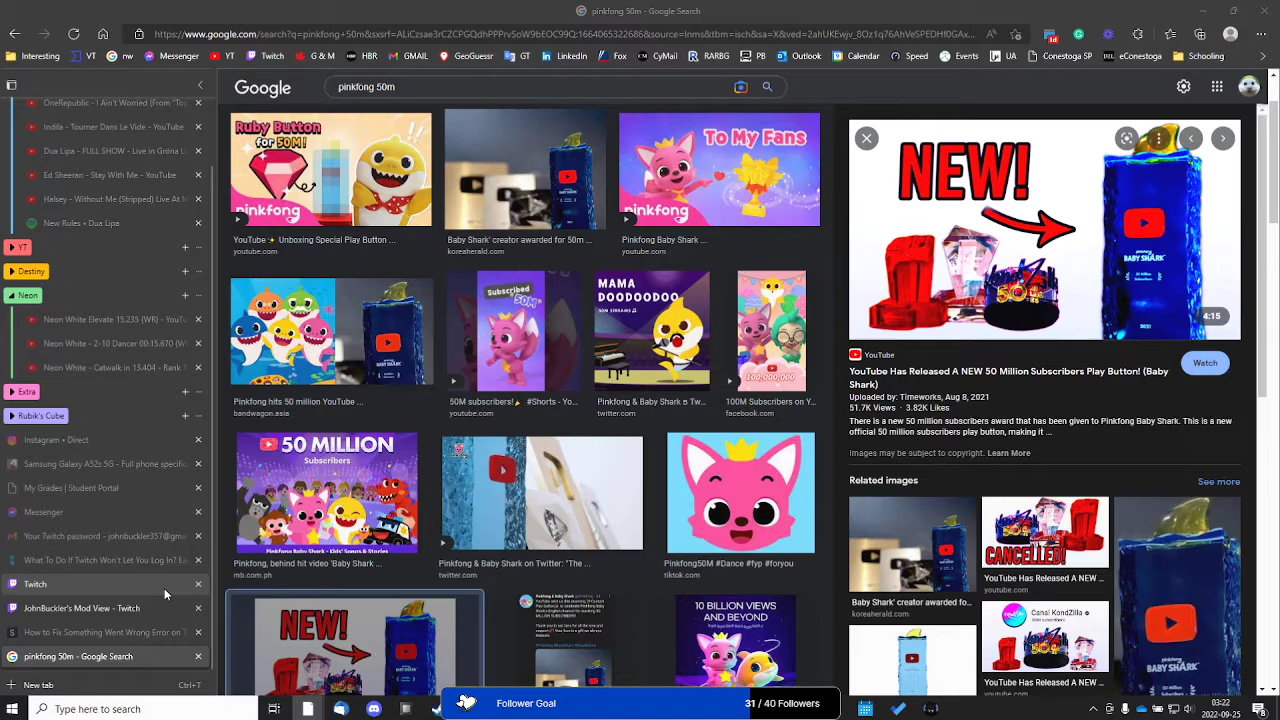 pinkfong 50m - Google Search
https://www.google.com/search?q=pinkfong
Interesting
VT
nw
Messenger
YT
Twitch
G & M
HBR
GMAIL
GeoGuesser
GT
LinkedIn
Fox
CyMail
RJ
RARBG
Oved
PB
Calendar
Events
UA
Conestoga
Schooling
Google
pinkfong 50m
OneRepublic - I Ain't Worried (From "Top
Indila - Tourner Dans Le Vide - YouTube
Dua Lipa - FULL SHOW - Live in Gröna L
Ed Sheeran - Stay With Me - YouTube
Halsey - Without Me (Stripped) Live At M
New Rules • Dua Lipa
YT
Destiny
Neon
Neon White Elevate 15.235 (WR) - YouTu
Neon White - 2-10 Dancer 00:15.670 (W
Neon White - Catwalk in 13.404 - Rank 1
Extra
Rubik's Cube
Instagram • Direct
Samsung Galaxy A52s 5G - Full phone specific
My Grades | Student Portal
Messenger
Your Twitch password - johnbuckler357@gma
What To Do If Twitch Won't Let You Log In? Ea
Twitch
JohnBuckler's Mod View - Twitch
How to Fix Something Went Wrong Error on T
pinkfong 50m - Google Search
New tab
Ctrl+T
Ruby Button
for 50M!
pinkfong
To My Fans
pinkfong
YouTube✨ Unboxing Special Play Button ...
youtube.com
Baby Shark' creator awarded for 50m ...
koreaherald.com
Pinkfong Baby Shark ...
youtube.com
Subscribed
50M
MAMA
DOODOODOO
50M STREAMS
100,000,000
Pinkfong hits 50 million YouTube ...
bandwagon.asia
50M subscribers!🎉 #Shorts - Yo...
youtube.com
Pinkfong & Baby Shark ם Tw...
twitter.com
100M Subscribers on Y...
facebook.com
50 MILLION
Subscribers
Pinkfong Baby Shark - Kids' Songs & Stories
Pinkfong, behind hit video 'Baby Shark ...
mb.com.ph
Pinkfong & Baby Shark on Twitter: "The ...
twitter.com
Pinkfong50M #Dance #fyp #foryou
tiktok.com
NEW!
10 BILLION VIEWS
AND BEYOND
NEW!
50
BABY SHARK
4:15
YouTube
Watch
YouTube Has Released A NEW 50 Million Subscribers Play Button! (Baby
Shark)
Uploaded by: Timeworks, Aug 8, 2021
51.7K Views • 3.82K Likes
There is a new 50 million subscribers award that has been given to Pinkfong Baby Shark. This is a new
official 50 million subscribers play button, making it ...
Images may be subject to copyright. Learn More
Related images
See more
CANCELLED!
YouTube Has Released A NEW ...
youtube.com
Baby Shark' creator awarded fo...
koreaherald.com
Canal KondZilla
YouTube Has Released A NEW ...
youtube.com
BABY SHARK
Type here to search
Follower Goal
31 / 40 Followers
03:22
2022-09-25